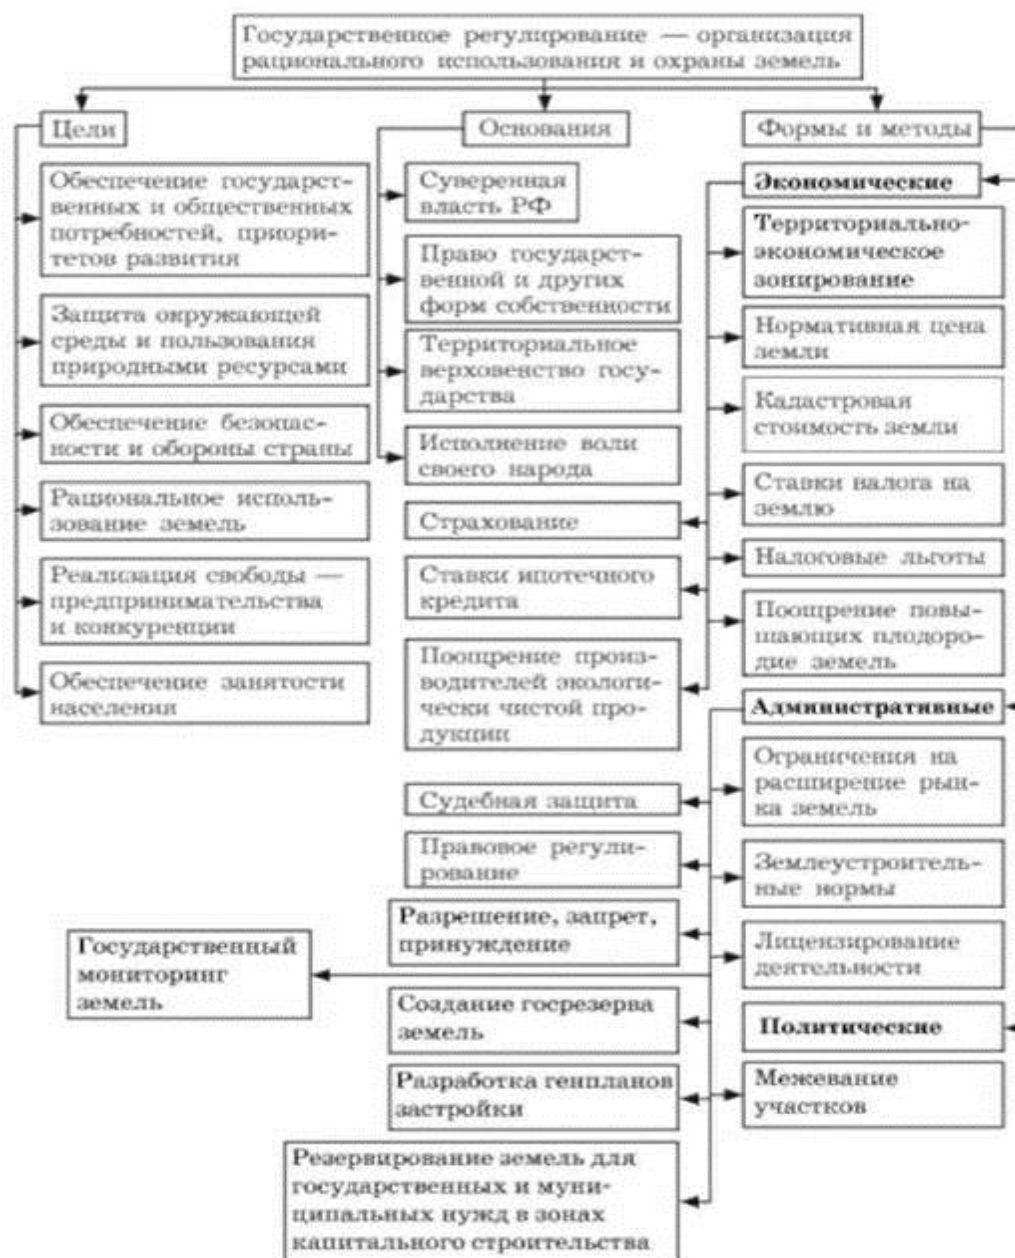 Государственное регулирование — организация
рационального использования и охраны земель
Цели
Обеспечение государст-
венных и общественных
потребностей, приори-
тетов развития
Защита окружающей
среды и пользования
природными ресурсами
Обеспечение безопас-
ности и обороны страны
Рациональное исполь-
зование земель
Реализация свободы —
предпринимательства
и конкуренции
Обеспечение занятости
населения
Основания
Суверенная
власть РФ
Право государст-
венной и других
форм собственности
Территориальное
верховенство госу-
дарства
Исполнение воли
своего народа
Формы и методы
Экономические
Территориально-
экономическое
зонирование
Нормативная цена
земли
Кадастровая
стоимость земли
Ставки налога на
землю
Налоговые льготы
Поощрение повы-
шающих плодоро-
дие земель
Страхование
Ставки ипотечного
кредита
Поощрение произ-
водителей экологи-
чески чистой про-
дукции
Административные
Ограничения на
расширение рын-
ка земель
Землеустроитель-
ные нормы
Лицензирование
деятельности
Политические
Межевание
участков
Судебная защита
Правовое регули-
рование
Разрешение, запрет,
принуждение
Государственный
мониторинг
земель
Создание госрезерва
земель
Разработка генпланов
застройки
Резервирование земель для
государственных и муни-
ципальных нужд в зонах
капитального строительства